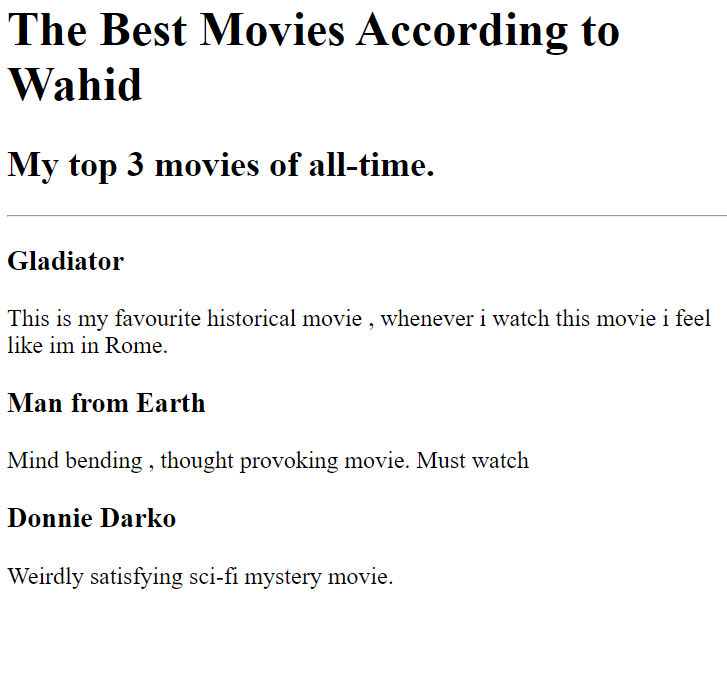 The Best Movies According to
Wahid
My top 3 movies of all-time.
Gladiator
This is my favourite historical movie , whenever i watch this movie i feel
like im in Rome.
Man from Earth
Mind bending , thought provoking movie. Must watch
Donnie Darko
Weirdly satisfying sci-fi mystery movie.